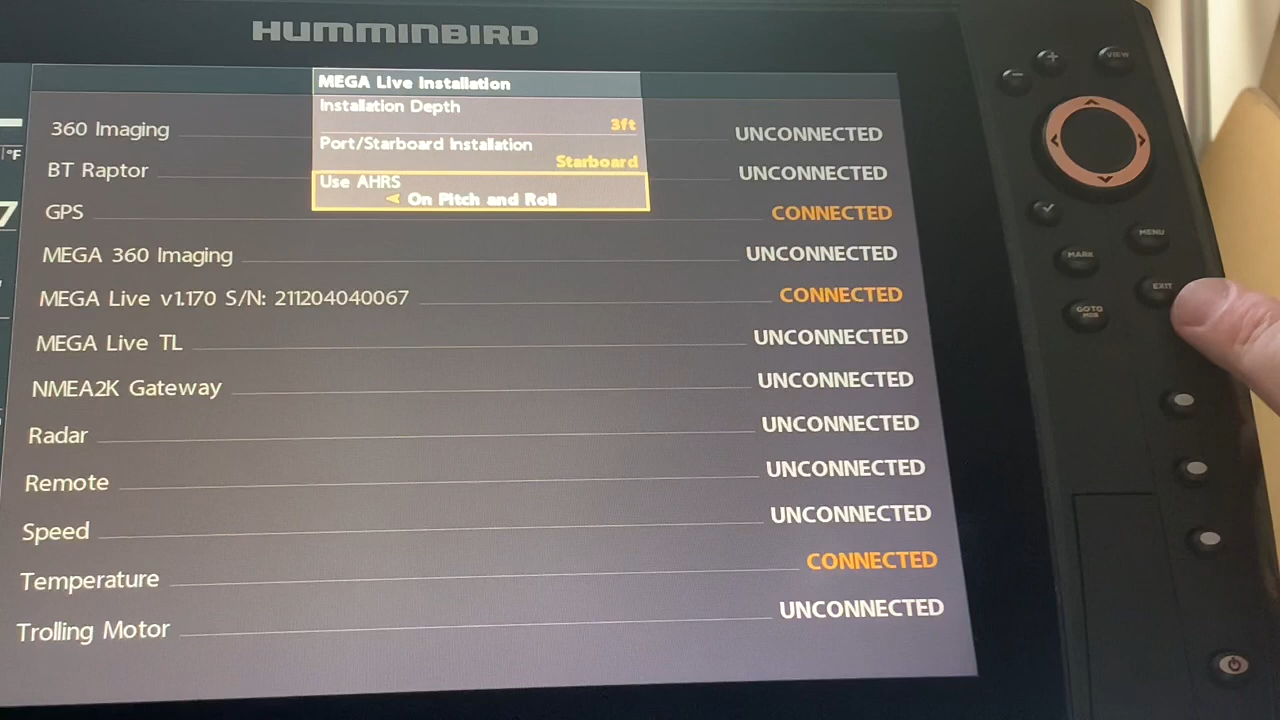 HUMMINBIRD
MEGA Live Installation
Installation Depth
3ft
Port/Starboard Installation
Starboard
Use AHRS
On Pitch and Roll
360 Imaging UNCONNECTED
BT Raptor UNCONNECTED
GPS CONNECTED
MEGA 360 Imaging UNCONNECTED
MEGA Live v1.170 S/N: 211204040067 CONNECTED
MEGA Live TL UNCONNECTED
NMEA2K Gateway UNCONNECTED
Radar UNCONNECTED
Remote UNCONNECTED
Speed UNCONNECTED
Temperature CONNECTED
Trolling Motor UNCONNECTED
°F
7
+
-
VIEW
MENU
MARK
EXIT
GOTO
MOB